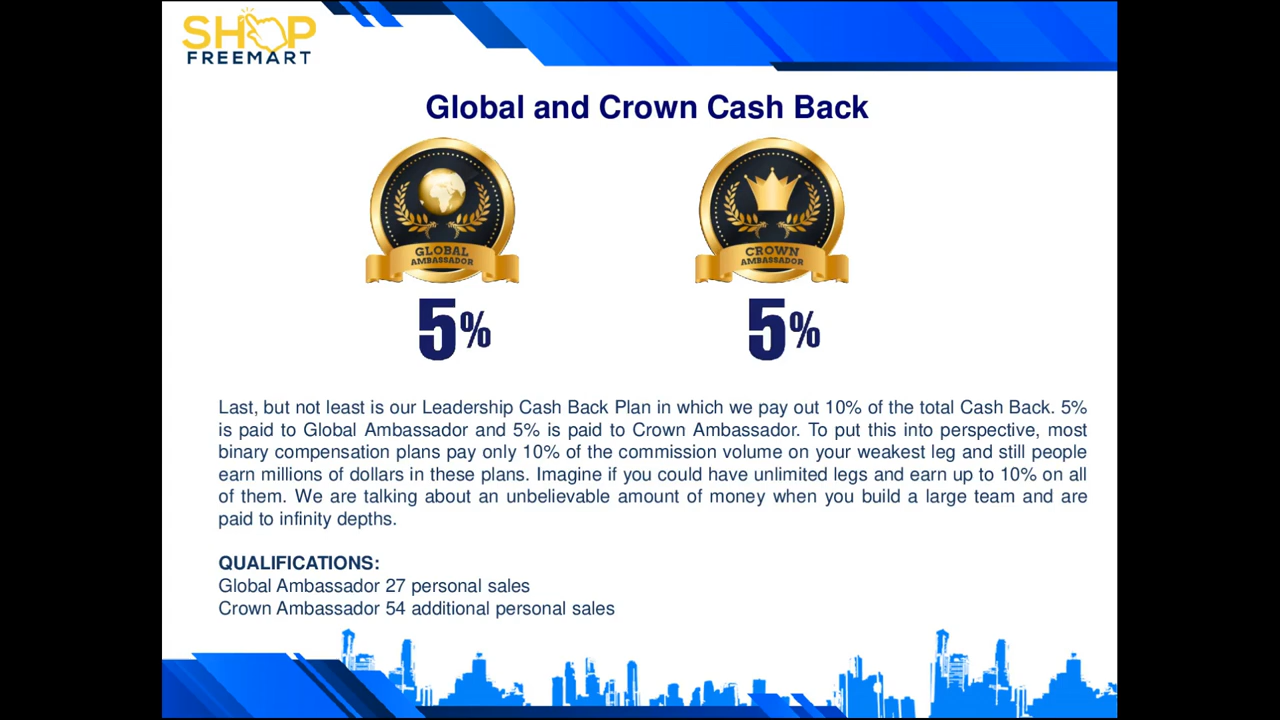 SHOP
FREEMART
Global and Crown Cash Back
GLOBAL
AMBASSADOR
CROWN
AMBASSADOR
5%
5%
Last, but not least is our Leadership Cash Back Plan in which we pay out 10% of the total Cash Back. 5%
is paid to Global Ambassador and 5% is paid to Crown Ambassador. To put this into perspective, most
binary compensation plans pay only 10% of the commission volume on your weakest leg and still people
earn millions of dollars in these plans. Imagine if you could have unlimited legs and earn up to 10% on all
of them. We are talking about an unbelievable amount of money when you build a large team and are
paid to infinity depths.
QUALIFICATIONS:
Global Ambassador 27 personal sales
Crown Ambassador 54 additional personal sales